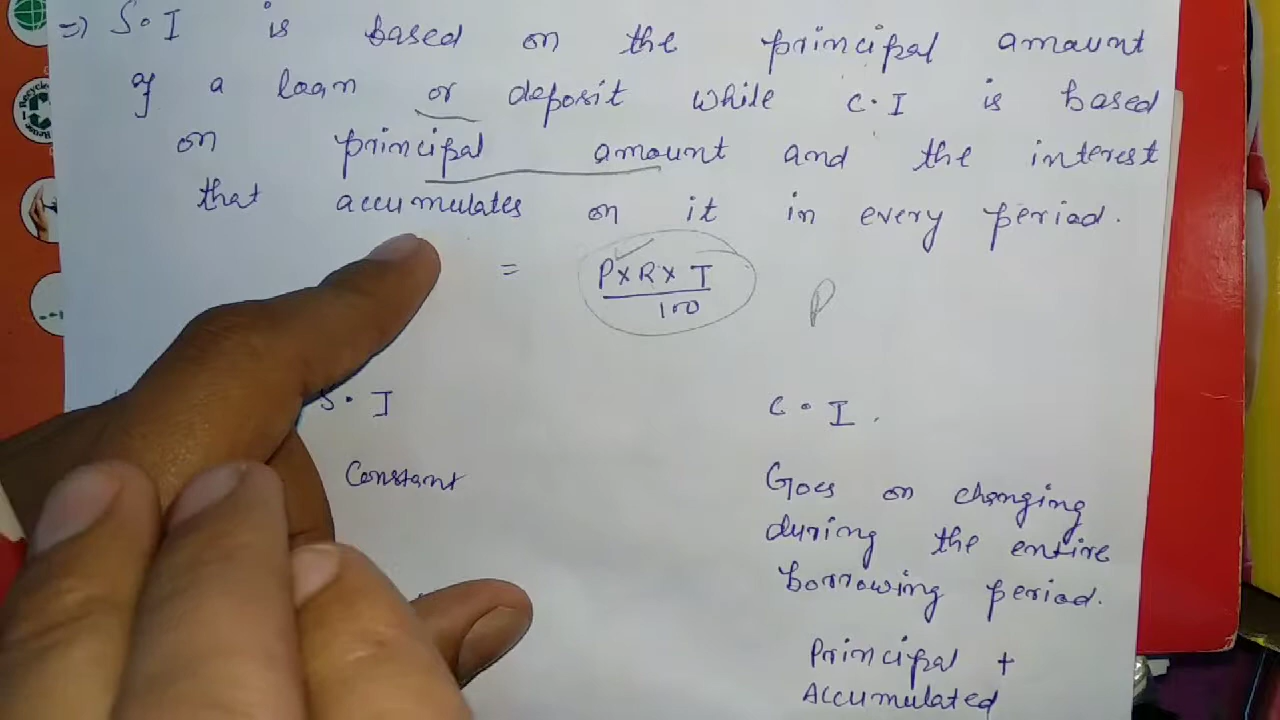 => S.I is based on the principal amount
of a loan or deposit while C.I is based
on principal amount and the interest
that accumulates on it in every period.
= P×R×T
100
P
S.I
C.I.
Constant
Goes on changing
during the entire
borrowing period.
Principal +
Accumulated